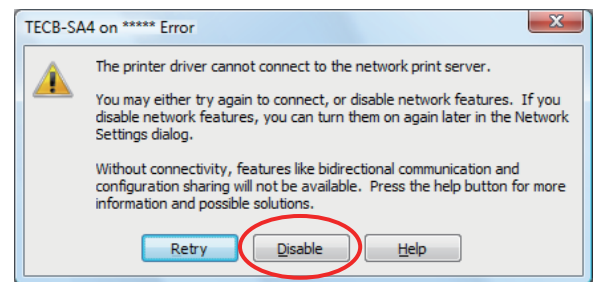 TECB-SA4 on ***** Error
The printer driver cannot connect to the network print server.
You may either try again to connect, or disable network features. If you
disable network features, you can turn them on again later in the Network
Settings dialog.
Without connectivity, features like bidirectional communication and
configuration sharing will not be available. Press the help button for more
information and possible solutions.
Retry Disable Help